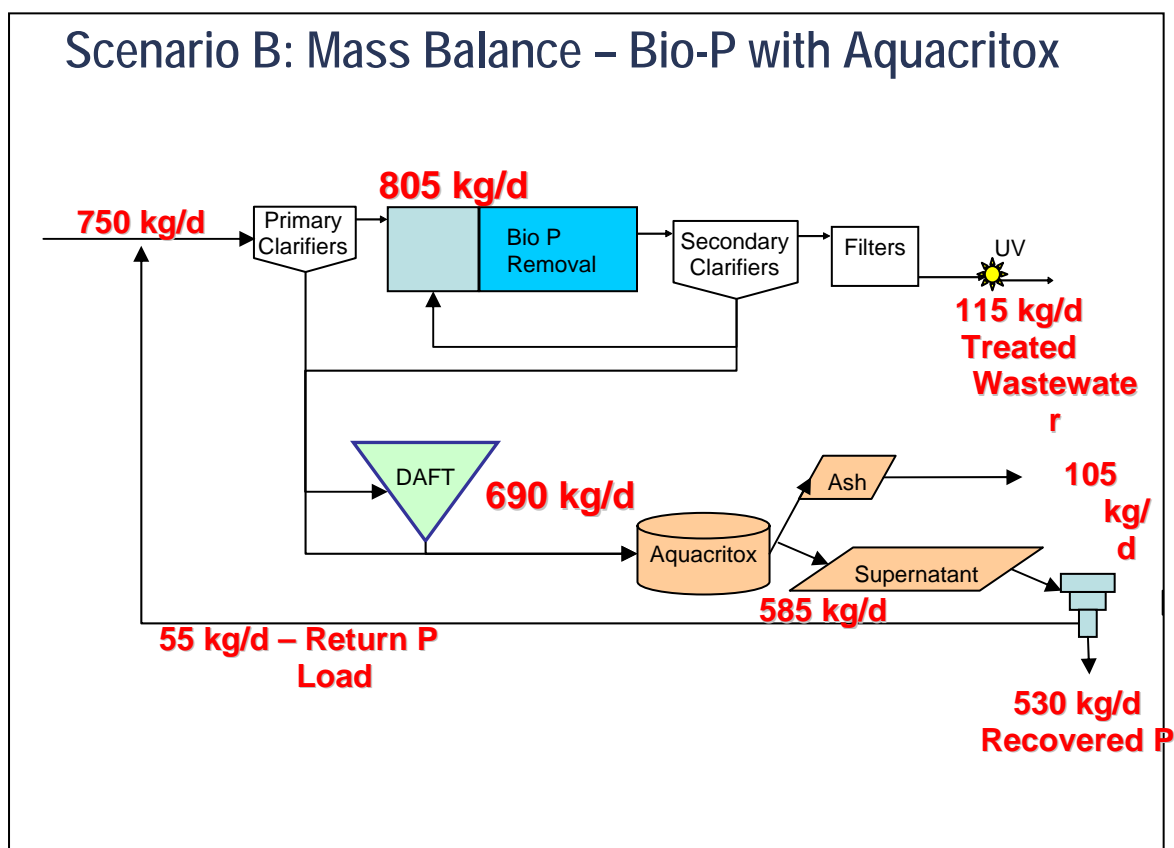 Scenario B: Mass Balance – Bio-P with Aquacritox
805 kg/d
750 kg/d
Primary
Clarifiers
Bio P
Removal
Secondary
Clarifiers
Filters
UV
115 kg/d
Treated
Wastewate
r
DAFT
690 kg/d
Ash
105
kg/
d
Aquacritox
Supernatant
585 kg/d
55 kg/d – Return P
Load
530 kg/d
Recovered P